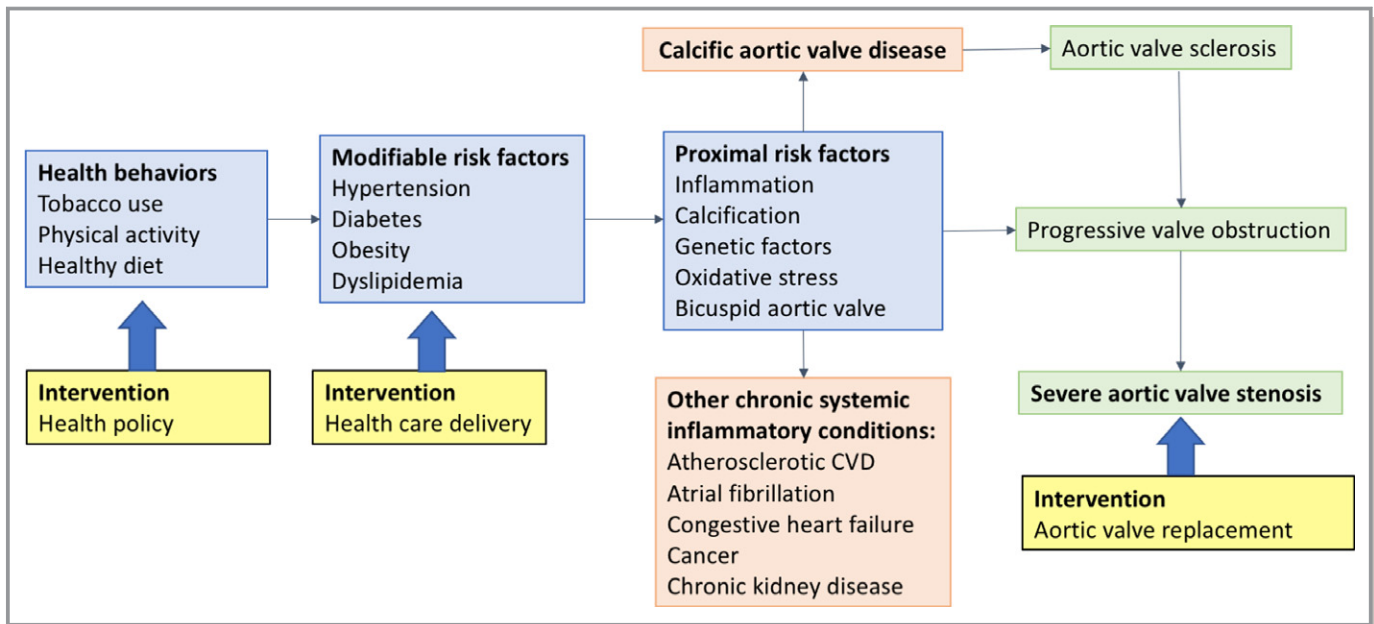 Calcific aortic valve disease
Aortic valve sclerosis
Health behaviors
Tobacco use
Physical activity
Healthy diet
Modifiable risk factors
Hypertension
Diabetes
Obesity
Dyslipidemia
Proximal risk factors
Inflammation
Calcification
Genetic factors
Oxidative stress
Bicuspid aortic valve
Progressive valve obstruction
Intervention
Health policy
Intervention
Health care delivery
Other chronic systemic
inflammatory conditions:
Atherosclerotic CVD
Atrial fibrillation
Congestive heart failure
Cancer
Chronic kidney disease
Severe aortic valve stenosis
Intervention
Aortic valve replacement